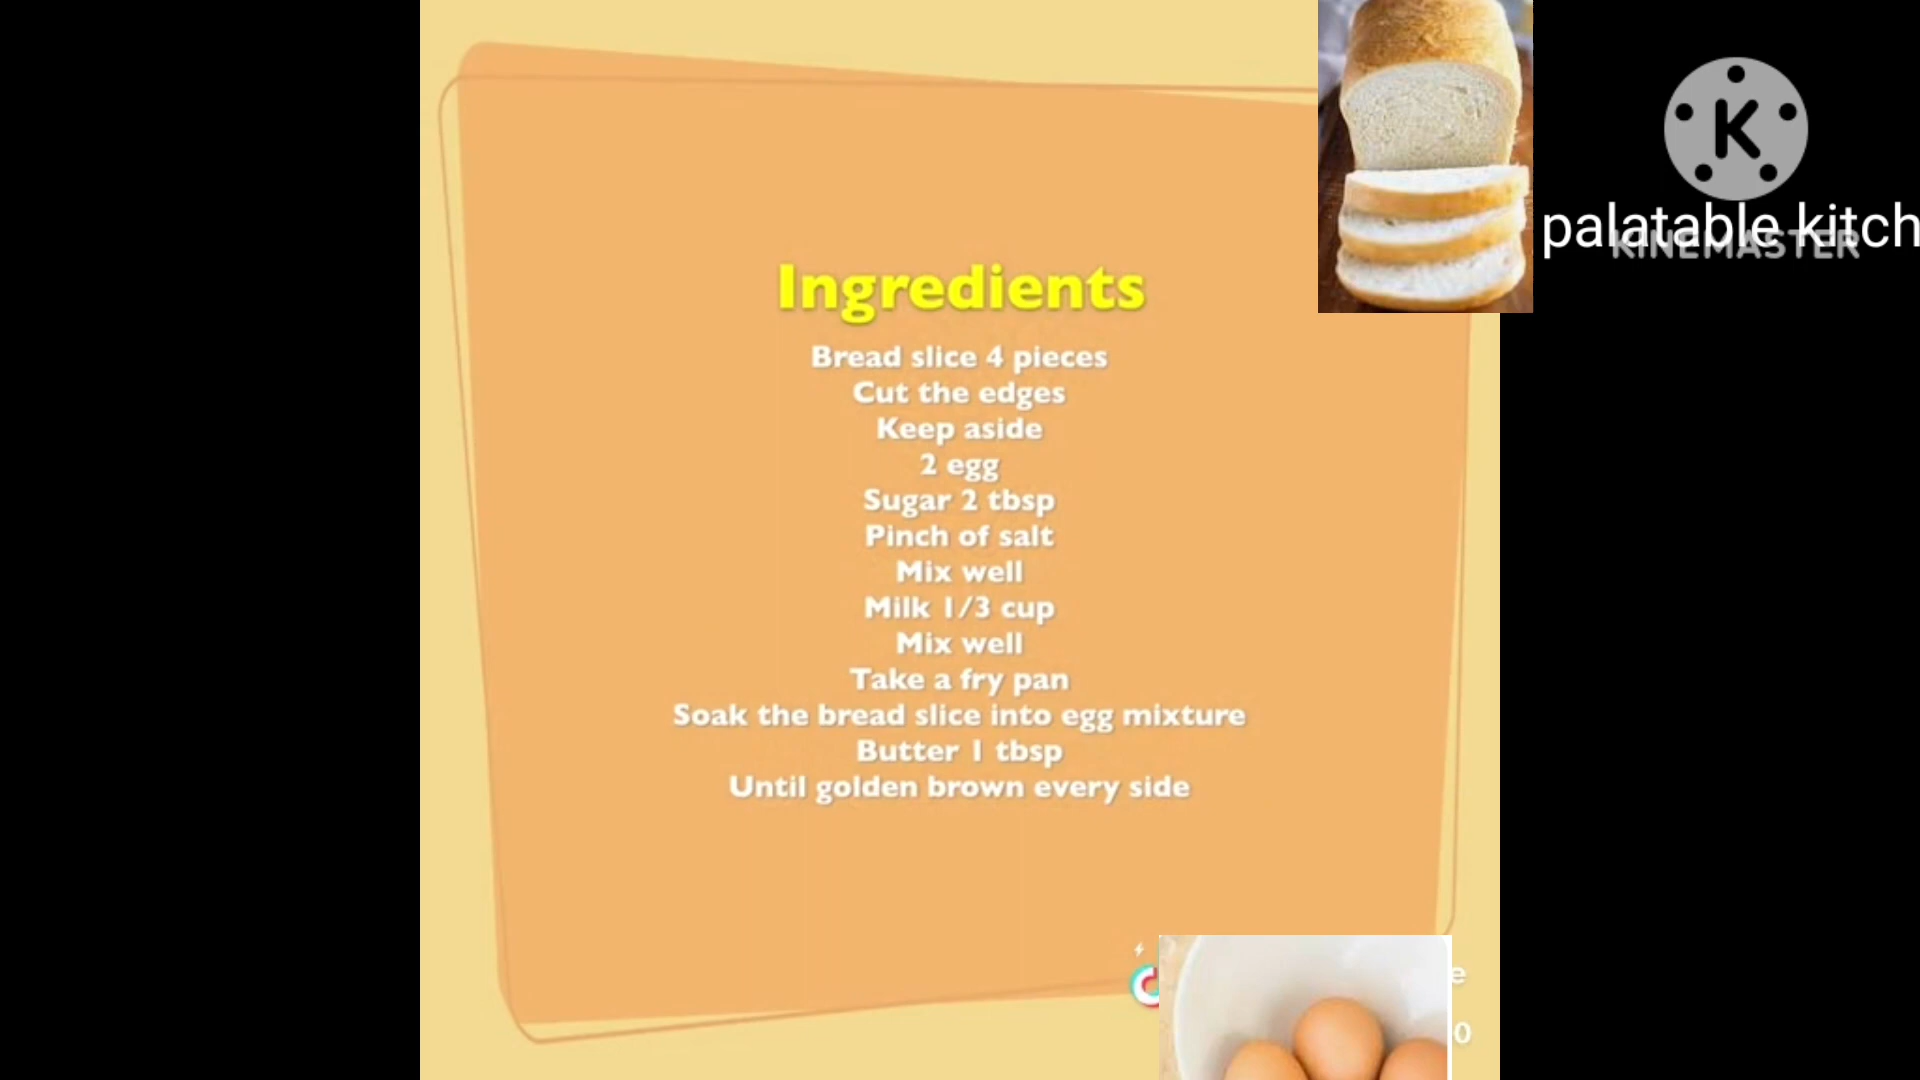 Ingredients
Bread slice 4 pieces
Cut the edges
Keep aside
2 egg
Sugar 2 tbsp
Pinch of salt
Mix well
Milk 1/3 cup
Mix well
Take a fry pan
Soak the bread slice into egg mixture
Butter 1 tbsp
Until golden brown every side
K
palatable kitch
KINEMASTER